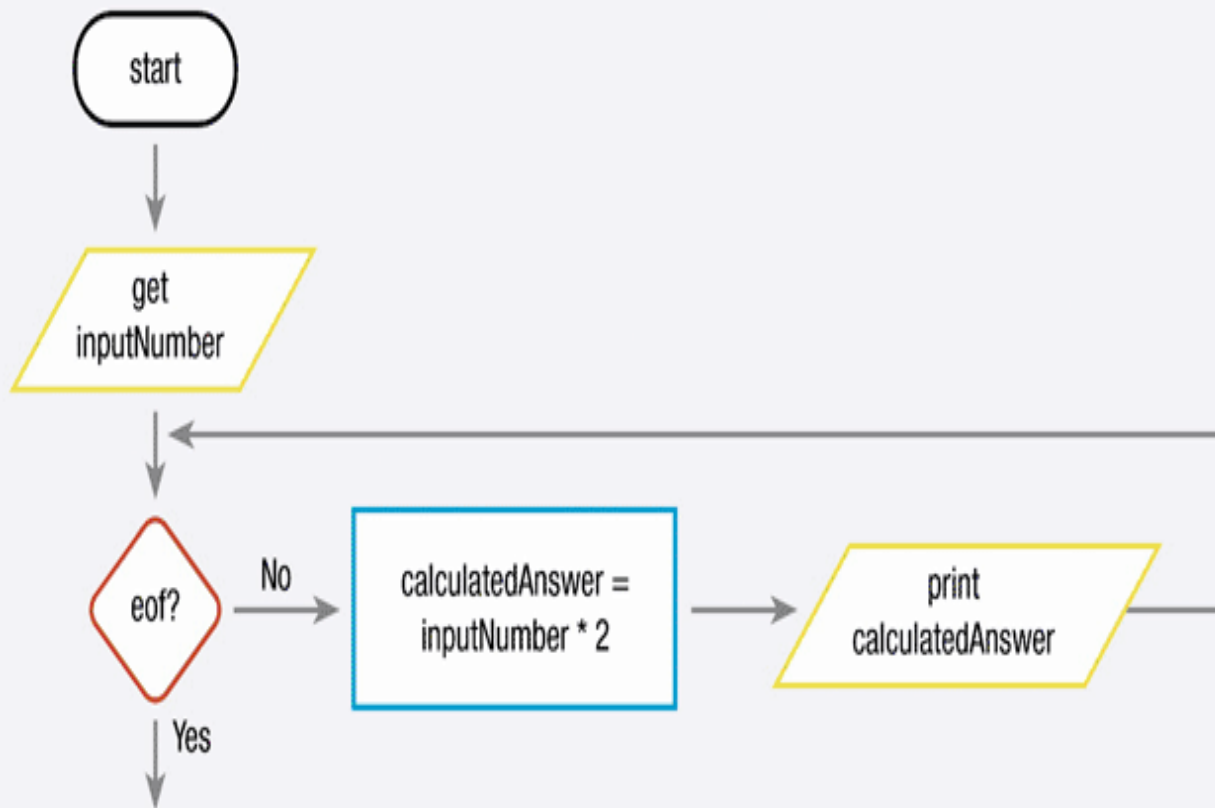 start
get
inputNumber
eof?
No
calculatedAnswer =
inputNumber * 2
print
calculatedAnswer
Yes